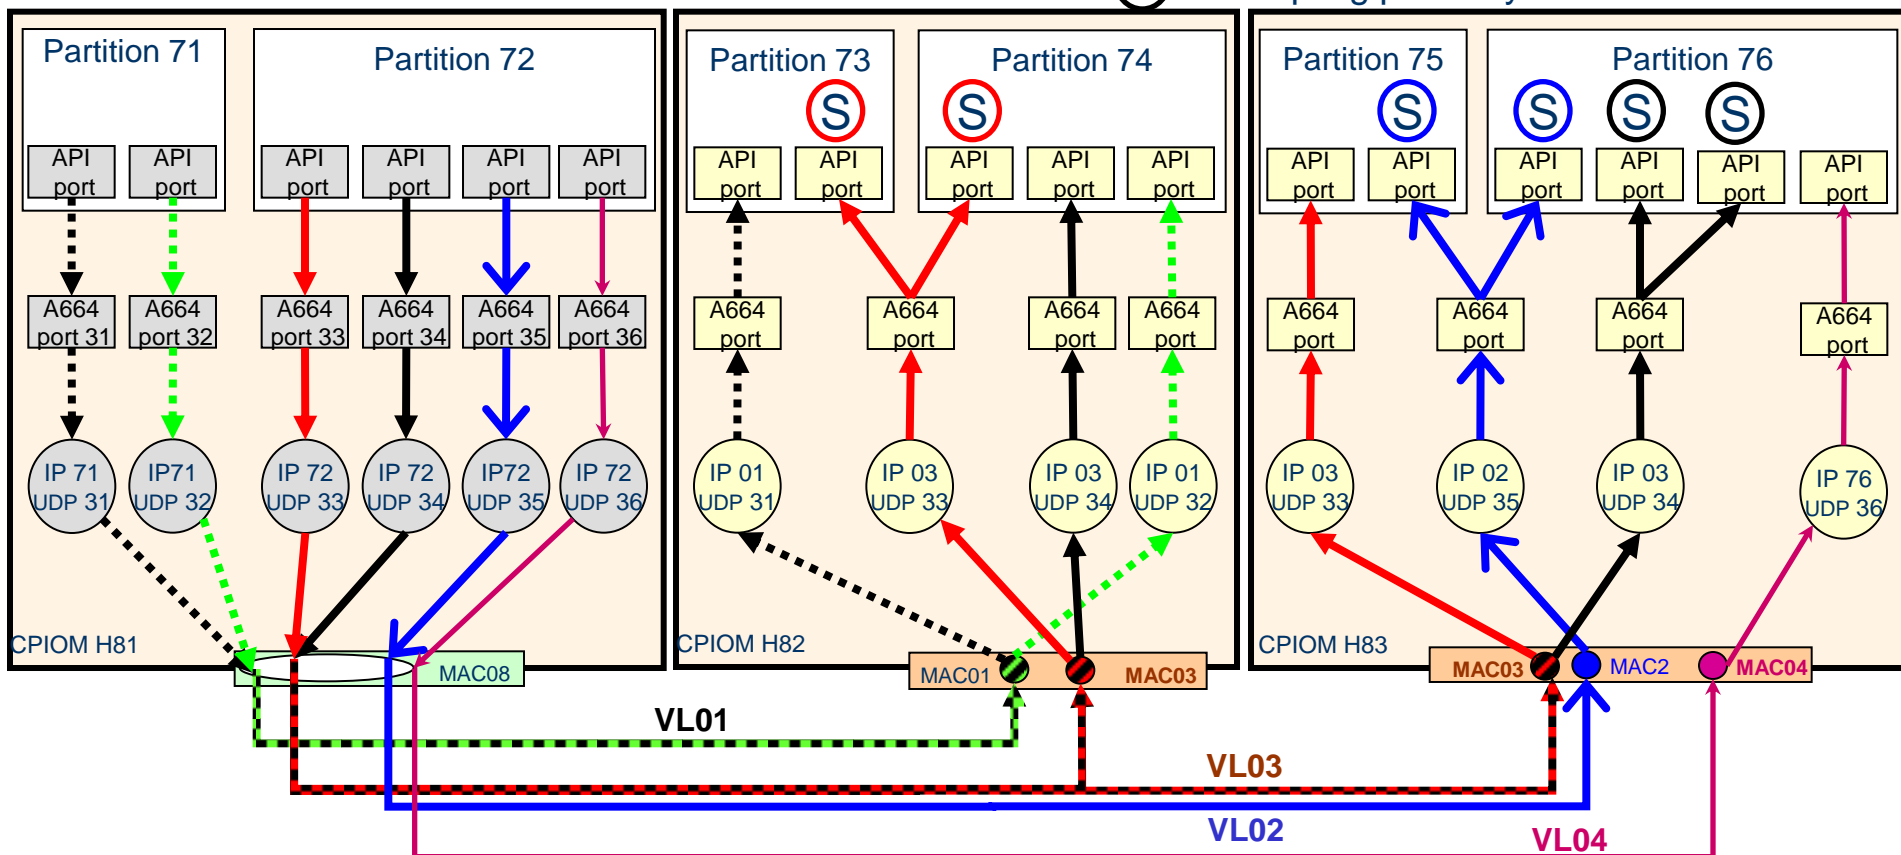 Partition 71
Partition 72
Partition 73
Partition 74
Partition 75
Partition 76
S
S
S
S
S
S
API
port
API
port
API
port
API
port
API
port
API
port
API
port
API
port
API
port
API
port
API
port
API
port
API
port
API
port
API
port
API
port
API
port
A664
port 31
A664
port 32
A664
port 33
A664
port 34
A664
port 35
A664
port 36
A664
port
A664
port
A664
port
A664
port
A664
port
A664
port
A664
port
A664
port
IP 71
UDP 31
IP71
UDP 32
IP 72
UDP 33
IP 72
UDP 34
IP72
UDP 35
IP 72
UDP 36
IP 01
UDP 31
IP 03
UDP 33
IP 03
UDP 34
IP 01
UDP 32
IP 03
UDP 33
IP 02
UDP 35
IP 03
UDP 34
IP 76
UDP 36
CPIOM H81
MAC08
CPIOM H82
MAC01
MAC03
CPIOM H83
MAC03
MAC2
MAC04
VL01
VL03
VL02
VL04